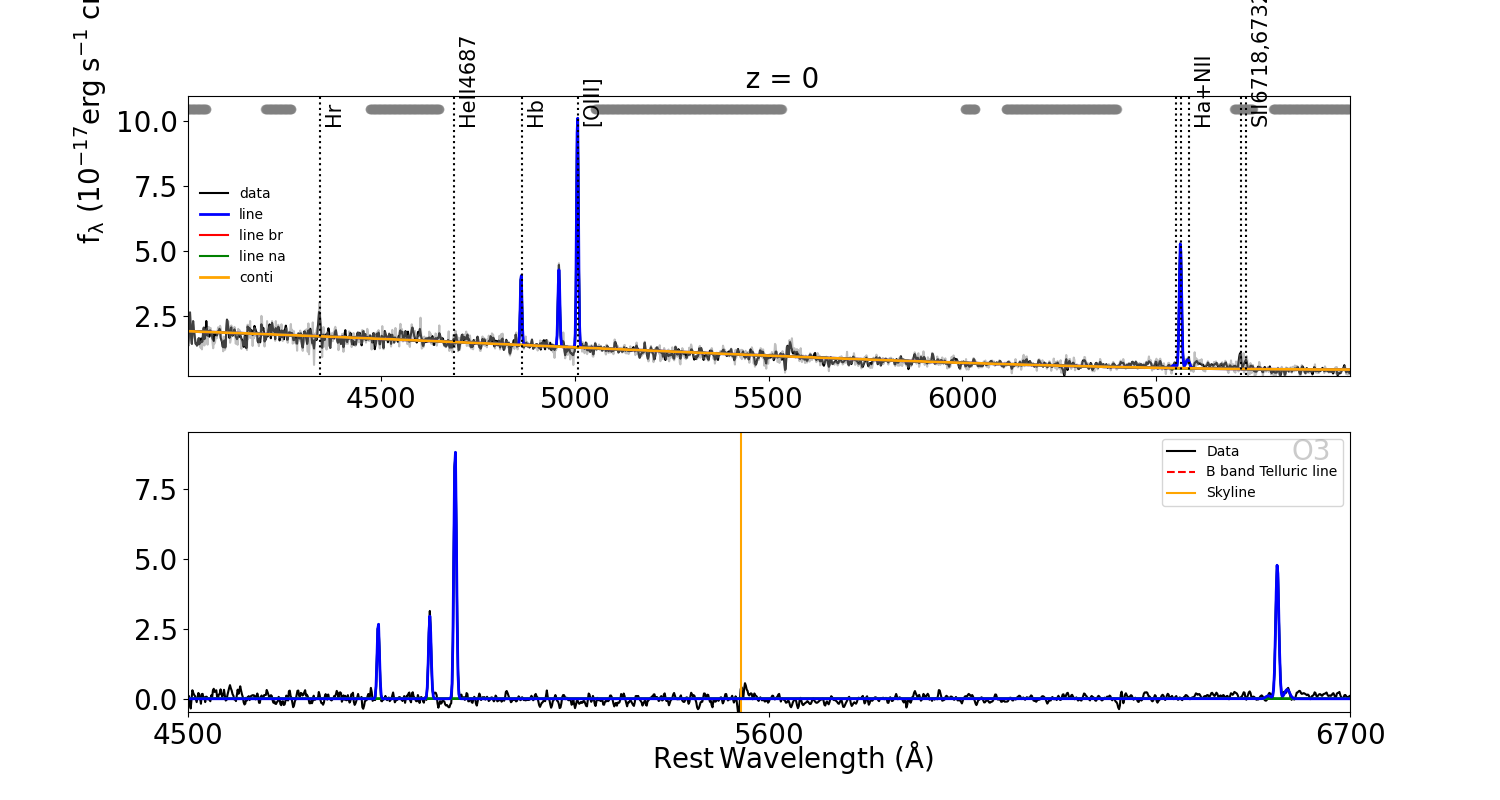 z = 0
f_λ (10^−17 erg s^−1
Hr
HeII4687
Hb
[OIII]
Ha+NII
SII6718,6732
10.0
7.5
5.0
2.5
data
line
line br
line na
conti
4500
5000
5500
6000
6500
O3
Data
B band Telluric line
Skyline
7.5
5.0
2.5
0.0
4500
5600
6700
Rest Wavelength (Å)